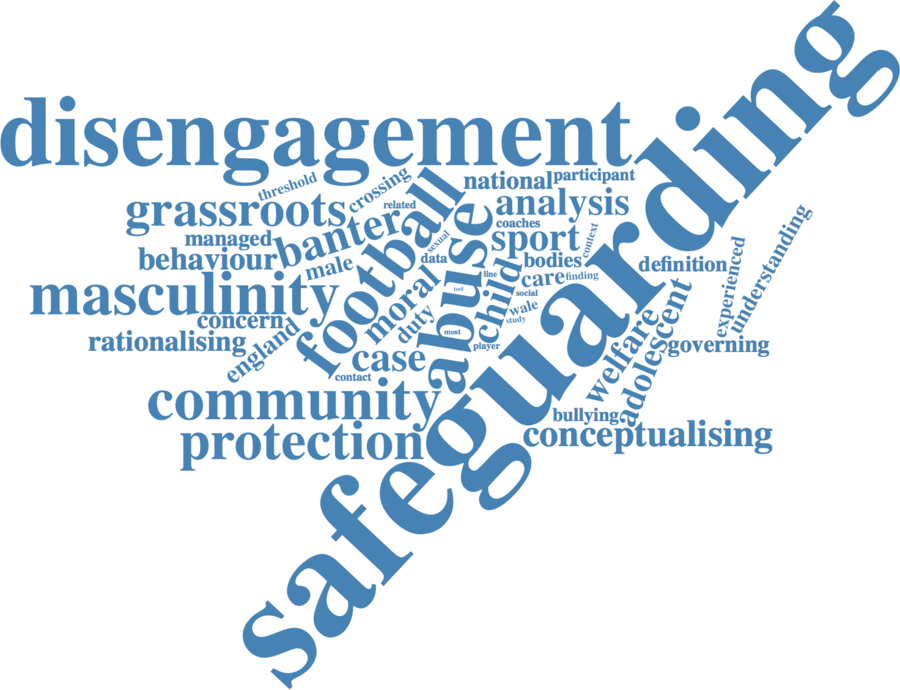 safeguarding
disengagement
threshold
crossing
national
participant
grassroots
related
football
abuse
analysis
managed
banter
sexual
coaches
sport
context
behaviour
male
data
bodies
definition
experienced
understanding
masculinity
moral
line
child
care
finding
concern
duty
tool
social
wale
study
rationalising
england
most
player
case
contact
welfare
adolescent
governing
community
bullying
protection
conceptualising